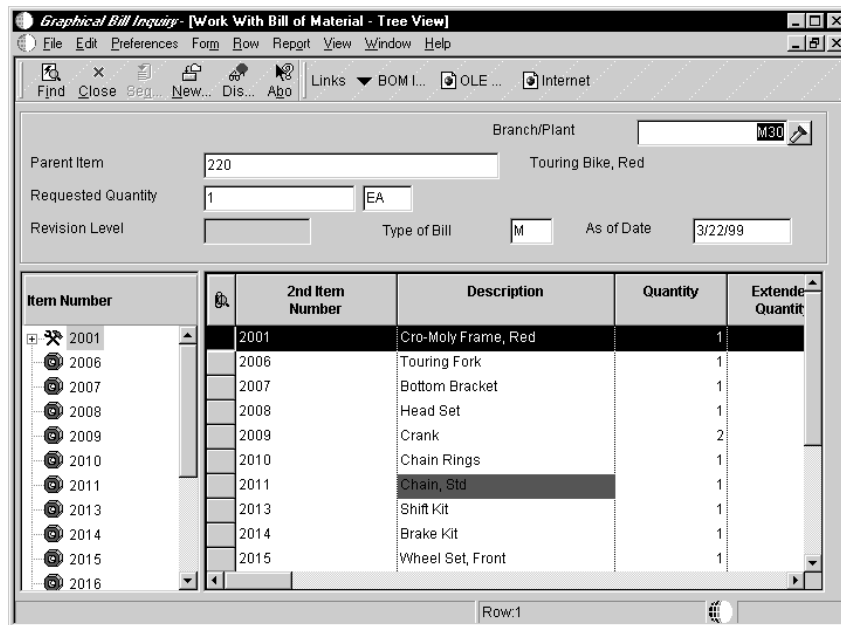 Graphical Bill Inquiry - [Work With Bill of Material - Tree View]
File Edit Preferences Form Row Report View Window Help
Find Close Seq... New... Dis... Abo Links BOM I... OLE ... Internet
Branch/Plant M30
Parent Item 220 Touring Bike, Red
Requested Quantity 1 EA
Revision Level Type of Bill M As of Date 3/22/99
Item Number 2nd Item Number Description Quantity Extende Quantit
2001 2001 Cro-Moly Frame, Red 1
2006 2006 Touring Fork 1
2007 2007 Bottom Bracket 1
2008 2008 Head Set 1
2009 2009 Crank 2
2010 2010 Chain Rings 1
2011 2011 Chain, Std 1
2013 2013 Shift Kit 1
2014 2014 Brake Kit 1
2015 2015 Wheel Set, Front 1
2016
Row:1